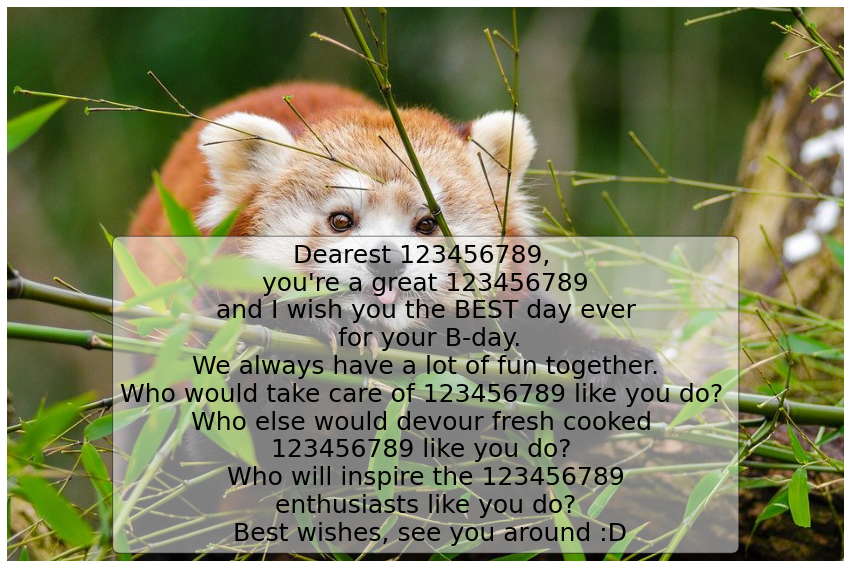 Dearest 123456789,
you're a great 123456789
and I wish you the BEST day ever
for your B-day.
We always have a lot of fun together.
Who would take care of 123456789 like you do?
Who else would devour fresh cooked
123456789 like you do?
Who will inspire the 123456789
enthusiasts like you do?
Best wishes, see you around :D